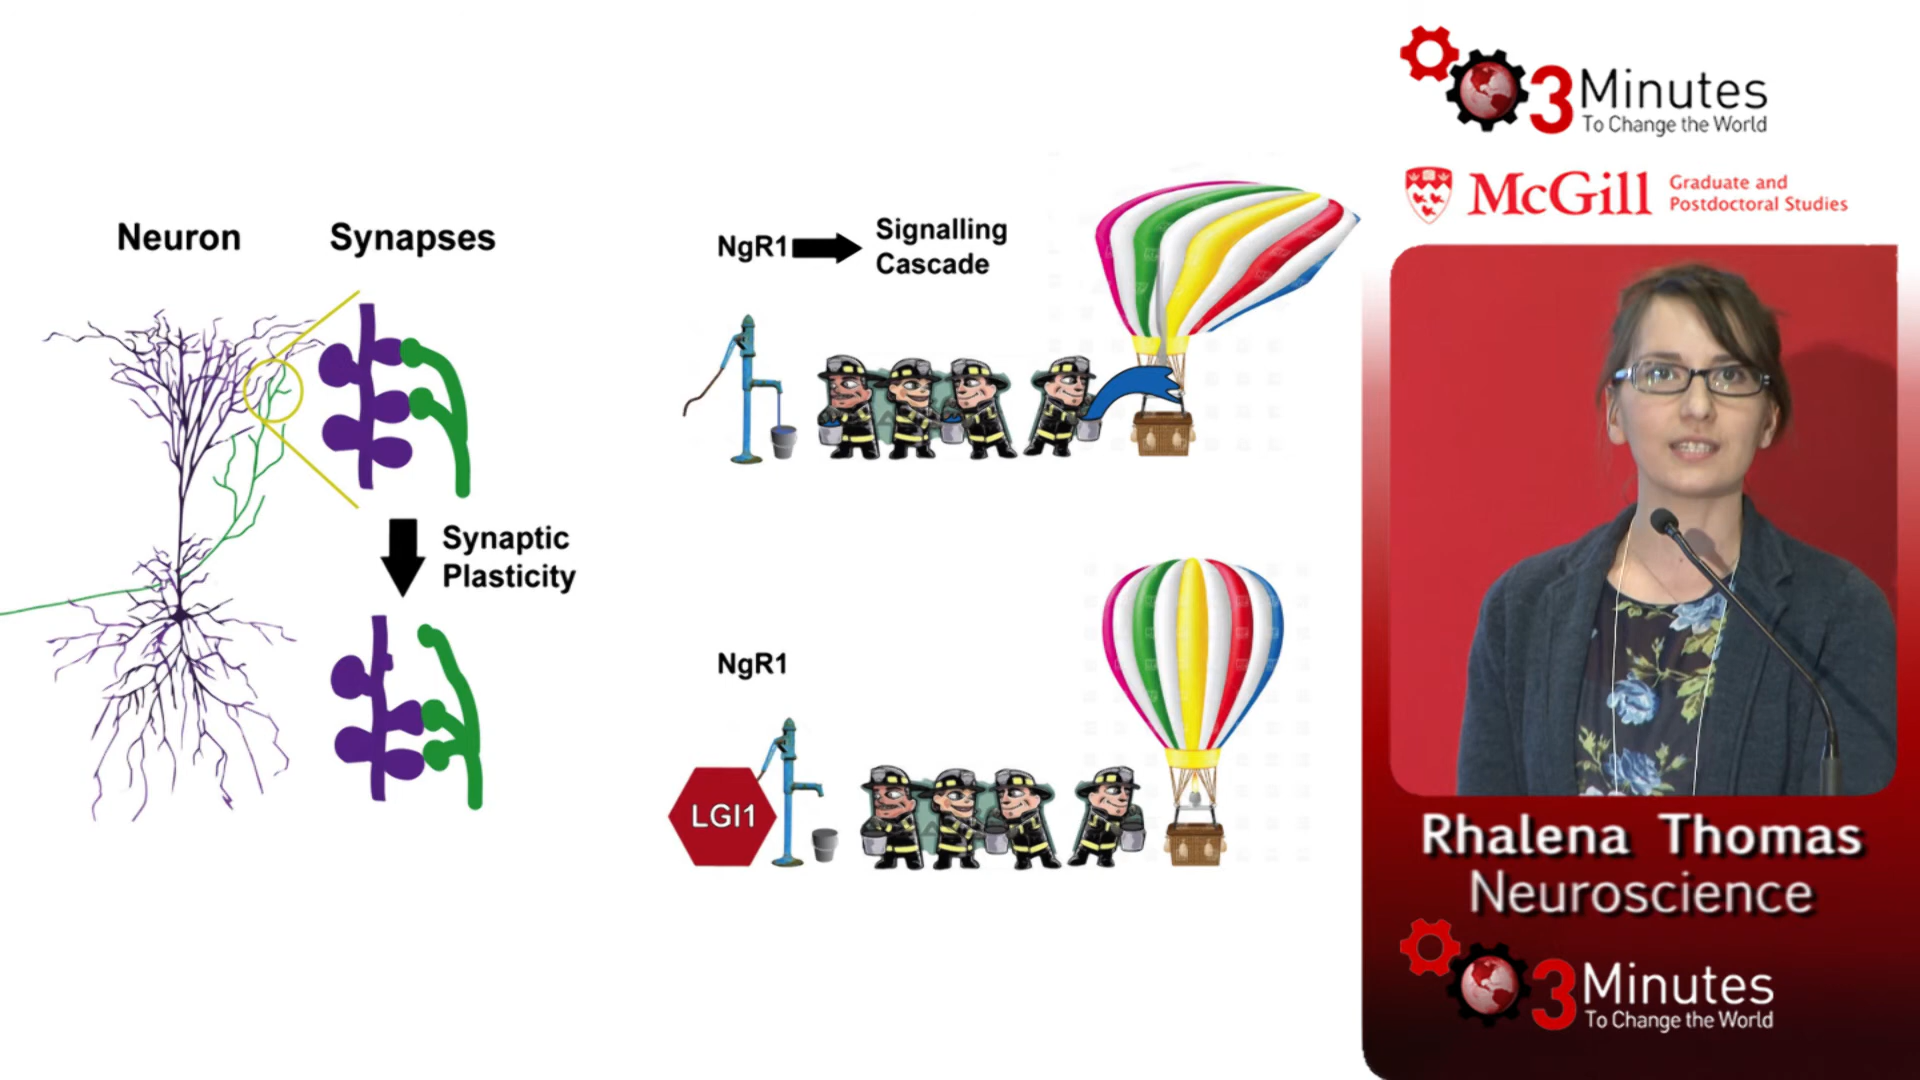 Neuron
Synapses
Synaptic
Plasticity
NgR1
Signalling
Cascade
NgR1
LGI1
3 Minutes
To Change the World
McGill
Graduate and
Postdoctoral Studies
Rhalena Thomas
Neuroscience
3 Minutes
To Change the World